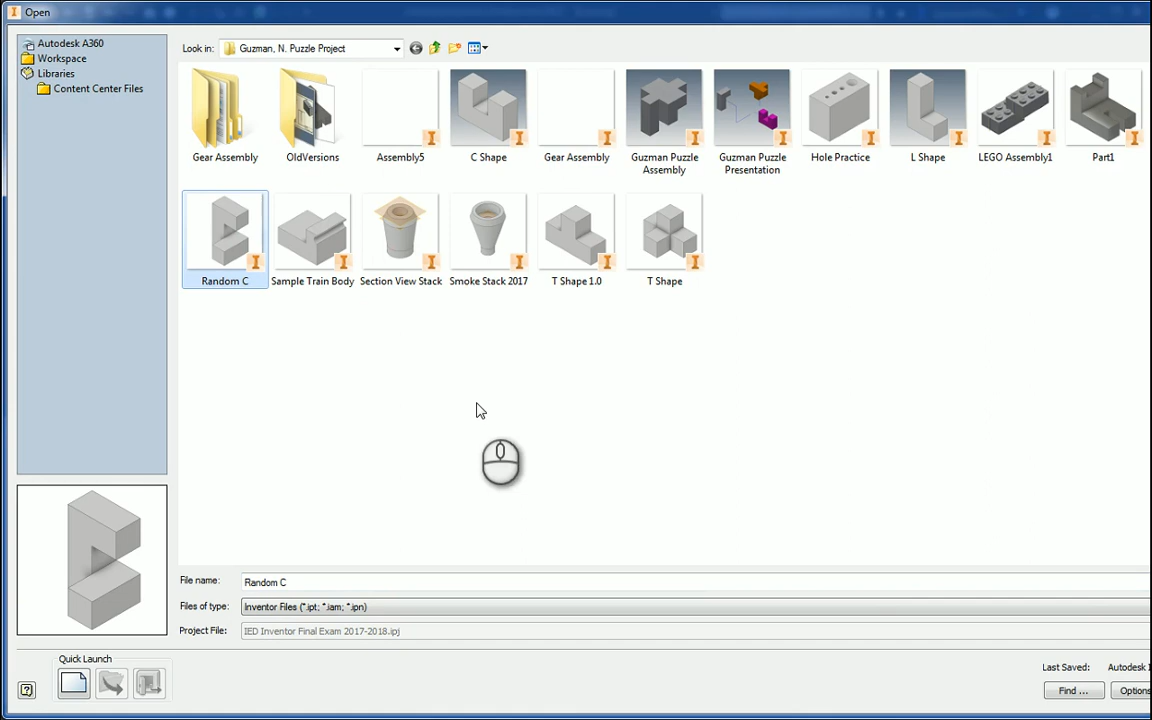 Open
Autodesk A360
Workspace
Libraries
Content Center Files
Look in: Guzman, N. Puzzle Project
Gear Assembly
OldVersions
Assembly5
C Shape
Gear Assembly
Guzman Puzzle Assembly
Guzman Puzzle Presentation
Hole Practice
L Shape
LEGO Assembly1
Part1
Random C
Sample Train Body
Section View Stack
Smoke Stack 2017
T Shape 1.0
T Shape
File name: Random C
Files of type: Inventor Files (*.ipt; *.iam; *.ipn)
Project File: IED Inventor Final Exam 2017-2018.ipj
Quick Launch
Last Saved: Autodesk I
Find ... Options